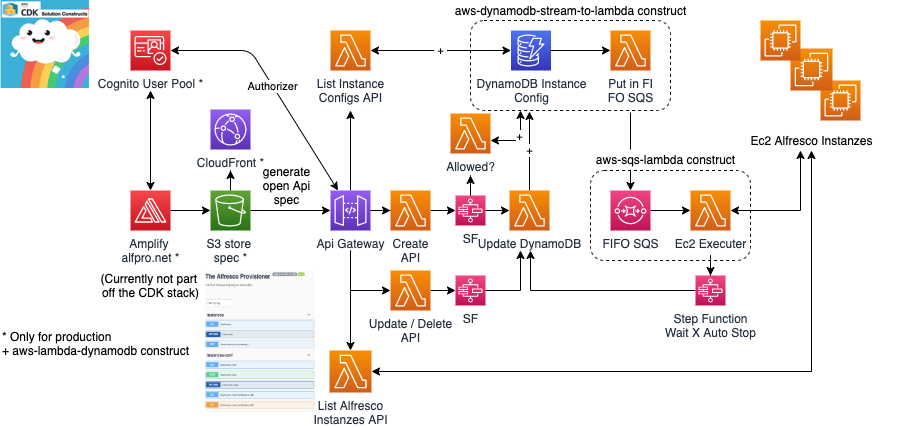 aws
CDK
Solution Constructs
aws-dynamodb-stream-to-lambda construct
Cognito User Pool *
Authorizer
List Instance
Configs API
+
DynamoDB Instance
Config
Put in FI
FO SQS
Ec2 Alfresco Instanzes
CloudFront *
generate
open Api
spec
Allowed?
+
+
aws-sqs-lambda construct
Amplify
alfpro.net *
S3 store
spec *
Api Gateway
Create
API
SF
Update DynamoDB
FIFO SQS
Ec2 Executer
(Currently not part
off the CDK stack)
The Alfresco Provisioner
instances
instances-conf
Update / Delete
API
SF
Step Function
Wait X Auto Stop
* Only for production
+ aws-lambda-dynamodb construct
List Alfresco
Instanzes API